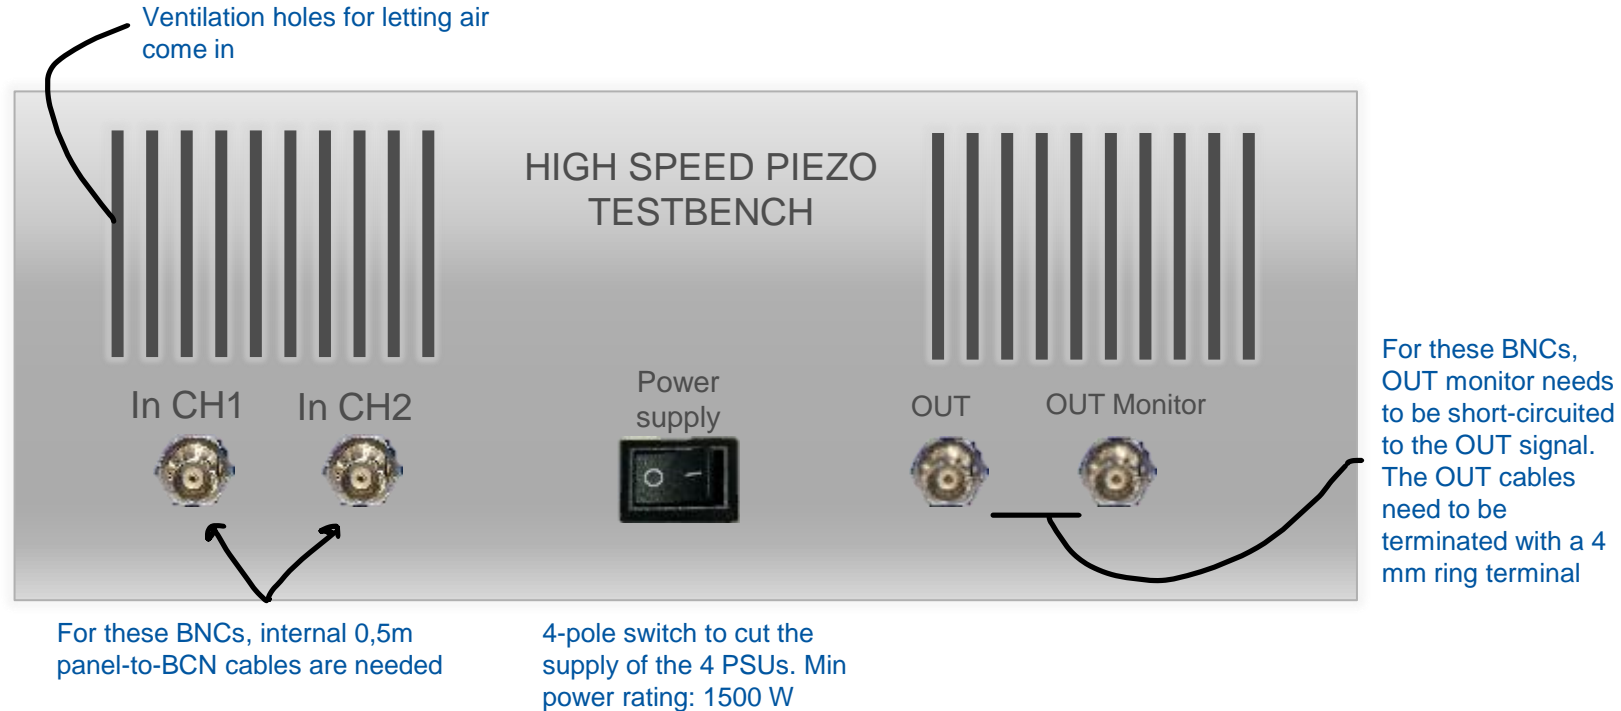 Ventilation holes for letting air
come in
HIGH SPEED PIEZO
TESTBENCH
In CH1
In CH2
Power
supply
O I
OUT
OUT Monitor
For these BNCs,
OUT monitor needs
to be short-circuited
to the OUT signal.
The OUT cables
need to be
terminated with a 4
mm ring terminal
For these BNCs, internal 0,5m
panel-to-BCN cables are needed
4-pole switch to cut the
supply of the 4 PSUs. Min
power rating: 1500 W